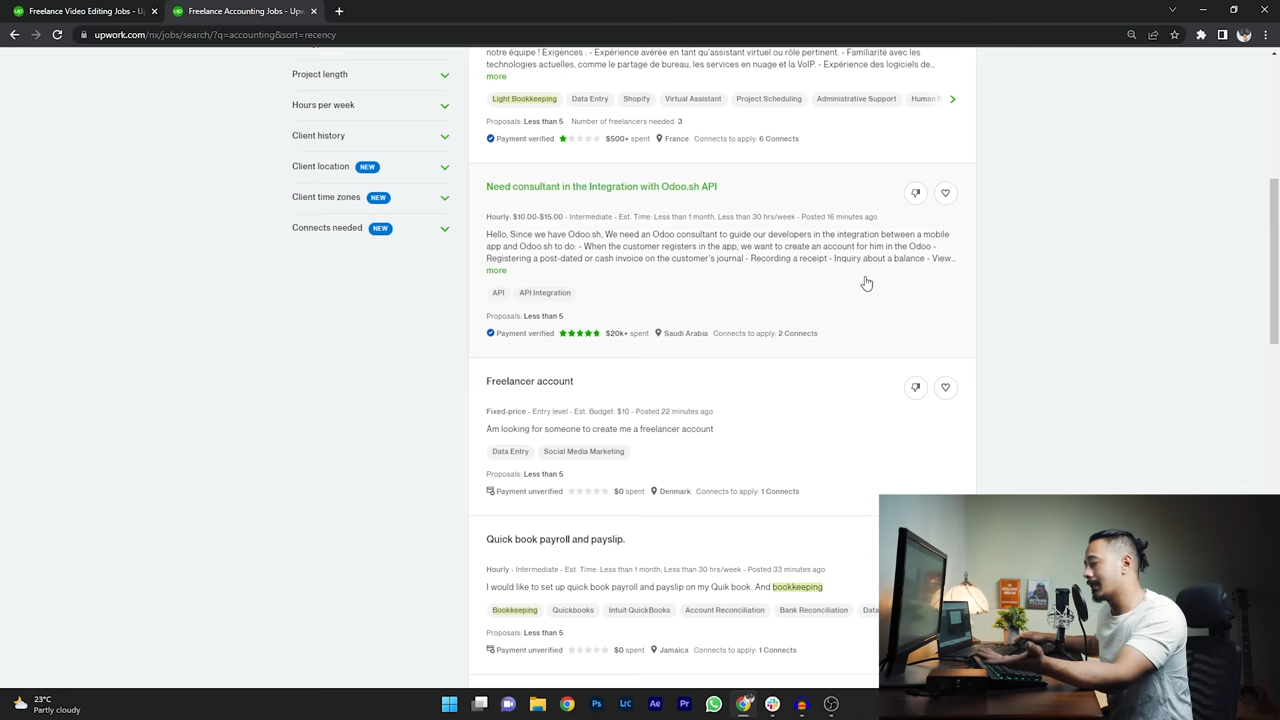 Freelance Video Editing Jobs - Up
Freelance Accounting Jobs - Upw
upwork.com/nx/jobs/search/?q=accounting&sort=recency
Project length
Hours per week
Client history
Client location NEW
Client time zones NEW
Connects needed NEW
notre équipe ! Exigences : - Expérience avérée en tant qu'assistant virtuel ou rôle pertinent. - Familiarité avec les
technologies actuelles, comme le partage de bureau, les services en nuage et la VoIP. - Expérience des logiciels de…
more
Light Bookkeeping Data Entry Shopify Virtual Assistant Project Scheduling Administrative Support Human R
Proposals: Less than 5 Number of freelancers needed: 3
Payment verified $500+ spent France Connects to apply: 6 Connects
Need consultant in the Integration with Odoo.sh API
Hourly: $10.00-$15.00 - Intermediate - Est. Time: Less than 1 month, Less than 30 hrs/week - Posted 16 minutes ago
Hello, Since we have Odoo.sh, We need an Odoo consultant to guide our developers in the integration between a mobile
app and Odoo.sh to do: - When the customer registers in the app, we want to create an account for him in the Odoo -
Registering a post-dated or cash invoice on the customer's journal - Recording a receipt - Inquiry about a balance - View…
more
API API Integration
Proposals: Less than 5
Payment verified $20k+ spent Saudi Arabia Connects to apply: 2 Connects
Freelancer account
Fixed-price - Entry level - Est. Budget: $10 - Posted 22 minutes ago
Am looking for someone to create me a freelancer account
Data Entry Social Media Marketing
Proposals: Less than 5
Payment unverified $0 spent Denmark Connects to apply: 1 Connects
Quick book payroll and payslip.
Hourly - Intermediate - Est. Time: Less than 1 month, Less than 30 hrs/week - Posted 33 minutes ago
I would like to set up quick book payroll and payslip on my Quik book. And bookkeeping
Bookkeeping Quickbooks Intuit QuickBooks Account Reconciliation Bank Reconciliation Data
Proposals: Less than 5
Payment unverified $0 spent Jamaica Connects to apply: 1 Connects
23°C
Partly cloudy
Ps
LrC
Ae
Pr